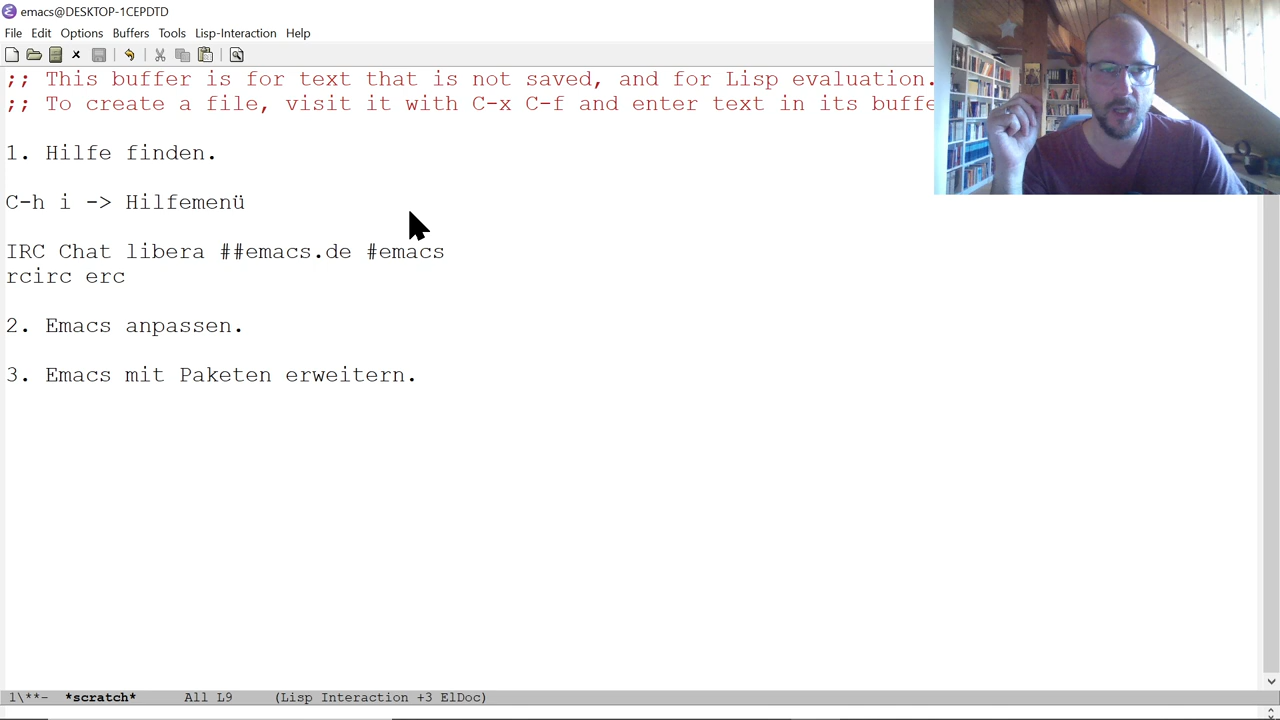 emacs@DESKTOP-1CEPDTD
File Edit Options Buffers Tools Lisp-Interaction Help
;; This buffer is for text that is not saved, and for Lisp evaluation.
;; To create a file, visit it with C-x C-f and enter text in its buffe
1. Hilfe finden.
C-h i -> Hilfemenü
IRC Chat libera ##emacs.de #emacs
rcirc erc
2. Emacs anpassen.
3. Emacs mit Paketen erweitern.
1\**- *scratch* All L9 (Lisp Interaction +3 ElDoc)